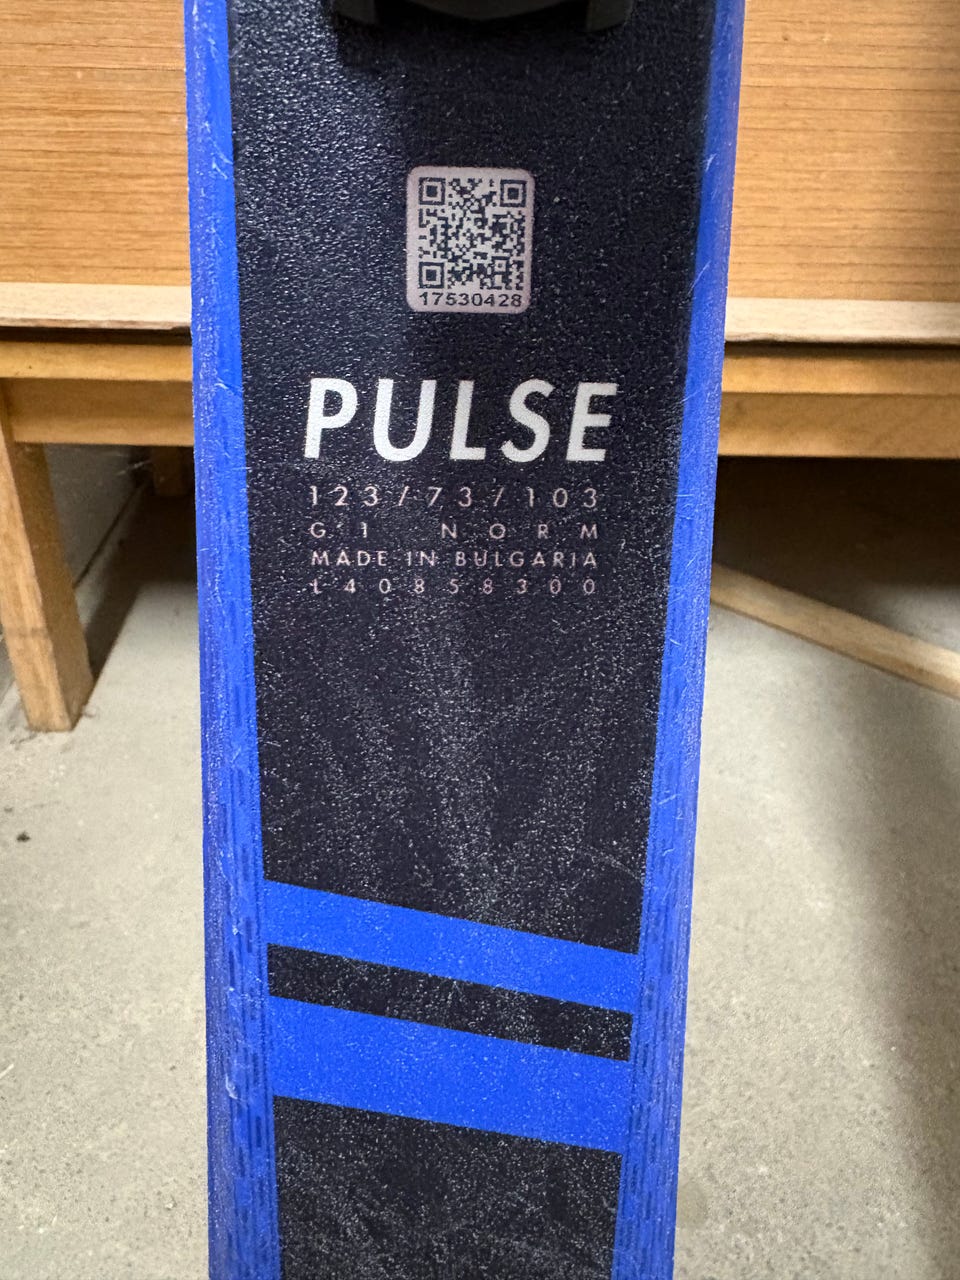 17530428
PULSE
123/73/103
G1 NORM
MADE IN BULGARIA
L40858300